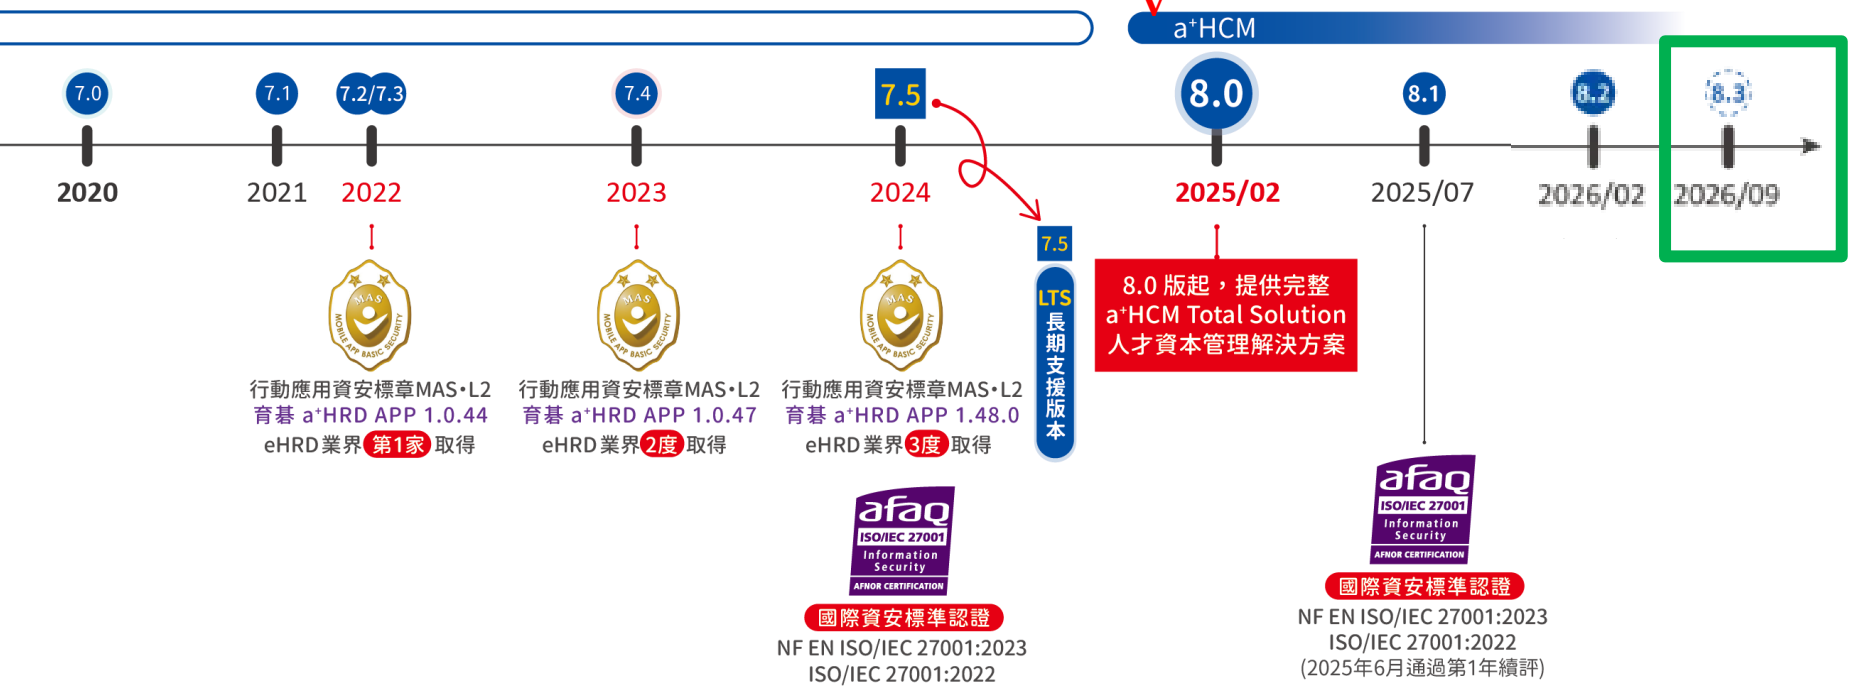 a⁺HCM
7.0
7.1
7.2/7.3
7.4
7.5
8.0
8.1
8.2
8.3
2020
2021
2022
2023
2024
2025/02
2025/07
2026/02
2026/09
MAS
MOBILE APP BASIC SECURITY
行動應用資安標章MAS•L2
育碁 a⁺HRD APP 1.0.44
eHRD業界 第1家 取得
MAS
MOBILE APP BASIC SECURITY
行動應用資安標章MAS•L2
育碁 a⁺HRD APP 1.0.47
eHRD業界 2度 取得
MAS
MOBILE APP BASIC SECURITY
行動應用資安標章MAS•L2
育碁 a⁺HRD APP 1.48.0
eHRD業界 3度 取得
afaq
ISO/IEC 27001
Information
Security
AFNOR CERTIFICATION
國際資安標準認證
NF EN ISO/IEC 27001:2023
ISO/IEC 27001:2022
7.5
LTS
長期支援版本
8.0 版起，提供完整
a⁺HCM Total Solution
人才資本管理解決方案
afaq
ISO/IEC 27001
Information
Security
AFNOR CERTIFICATION
國際資安標準認證
NF EN ISO/IEC 27001:2023
ISO/IEC 27001:2022
(2025年6月通過第1年續評)